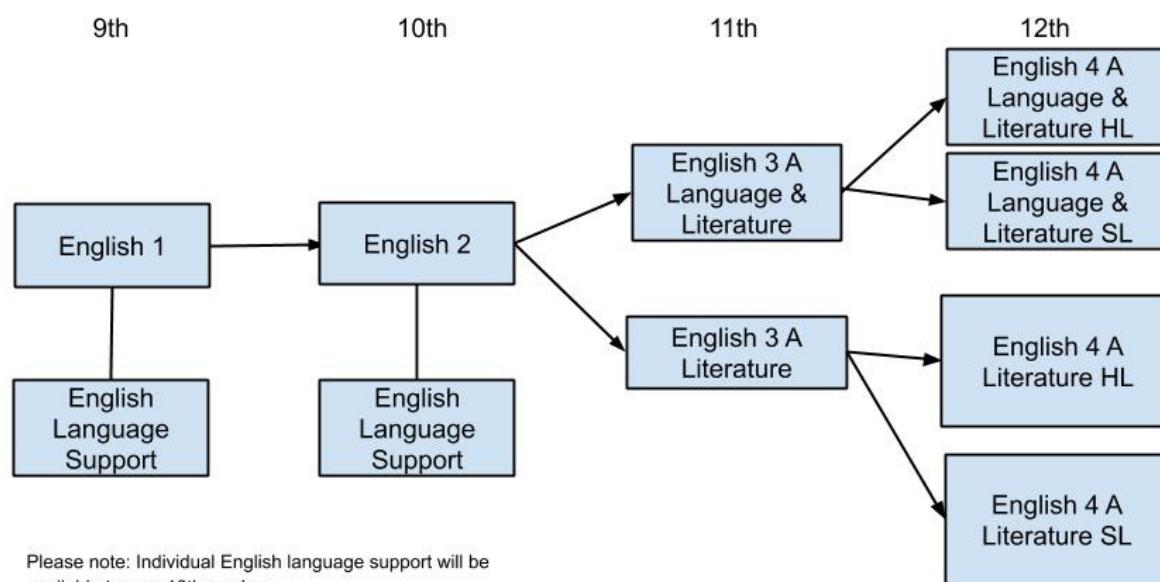 9th
10th
11th
12th
English 1
English
Language
Support
English 2
English
Language
Support
English 3 A
Language &
Literature
English 3 A
Literature
English 4 A
Language &
Literature HL
English 4 A
Language &
Literature SL
English 4 A
Literature HL
English 4 A
Literature SL
Please note: Individual English language support will be